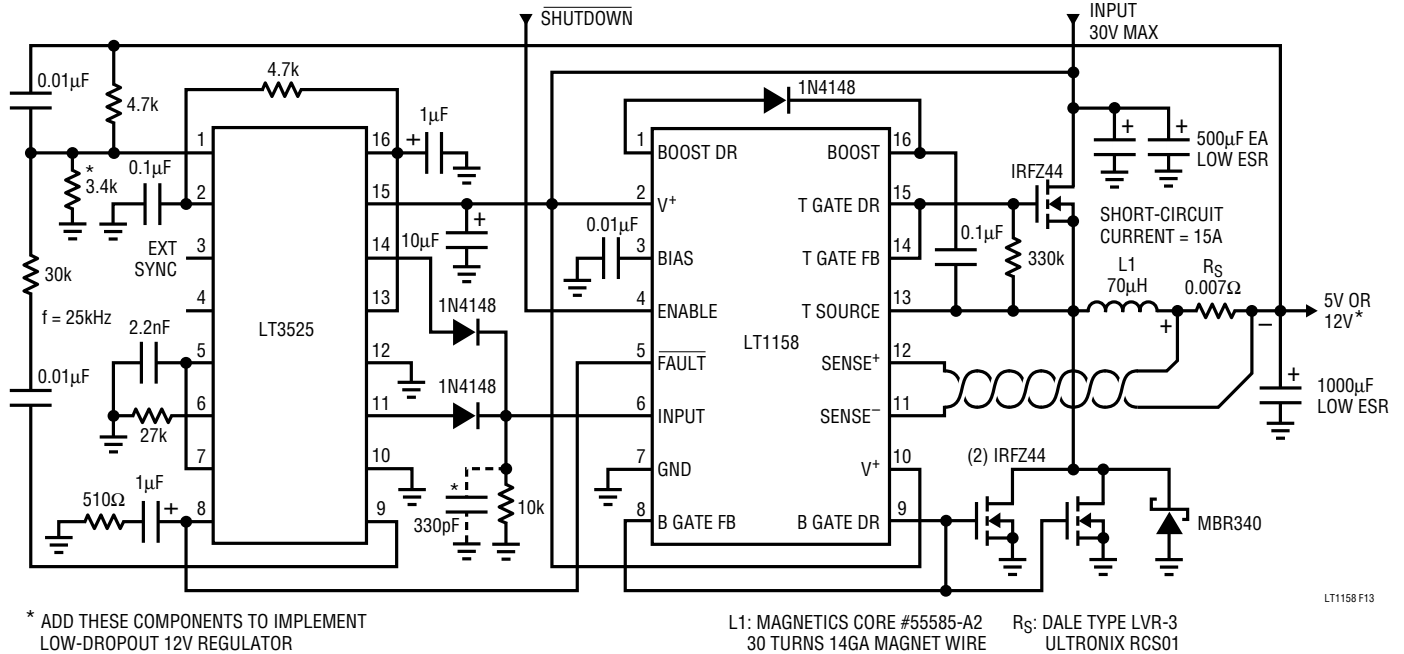 SHUTDOWN
INPUT
30V MAX
0.01µF
4.7k
4.7k
1N4148
1µF
+
1
16
1
BOOST DR
BOOST
16
+
+
500µF EA
LOW ESR
*
3.4k
0.1µF
2
15
2
V+
T GATE DR
15
IRFZ44
SHORT-CIRCUIT
CURRENT = 15A
EXT
SYNC
3
14
10µF
+
0.01µF
3
BIAS
T GATE FB
14
0.1µF
330k
30k
L1
70µH
RS
0.007Ω
4
13
4
ENABLE
T SOURCE
13
5V OR
12V*
f = 25kHz
LT3525
1N4148
LT1158
+
−
2.2nF
5
12
5
FAULT
SENSE+
12
0.01µF
1N4148
+
1000µF
LOW ESR
6
11
6
INPUT
SENSE−
11
27k
7
10
7
GND
V+
10
(2) IRFZ44
510Ω
1µF
+
*
330pF
10k
8
9
8
B GATE FB
B GATE DR
9
MBR340
LT1158 F13
* ADD THESE COMPONENTS TO IMPLEMENT
LOW-DROPOUT 12V REGULATOR
L1: MAGNETICS CORE #55585-A2
30 TURNS 14GA MAGNET WIRE
RS: DALE TYPE LVR-3
ULTRONIX RCS01